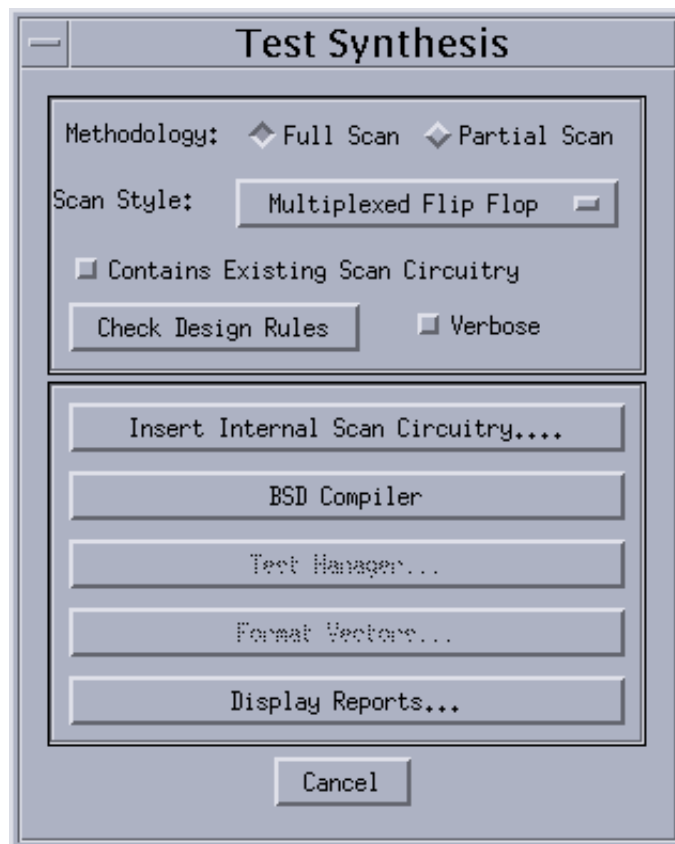 Test Synthesis
Methodology: Full Scan Partial Scan
Scan Style: Multiplexed Flip Flop
Contains Existing Scan Circuitry
Check Design Rules Verbose
Insert Internal Scan Circuitry....
BSD Compiler
Test Manager...
Format Vectors...
Display Reports...
Cancel